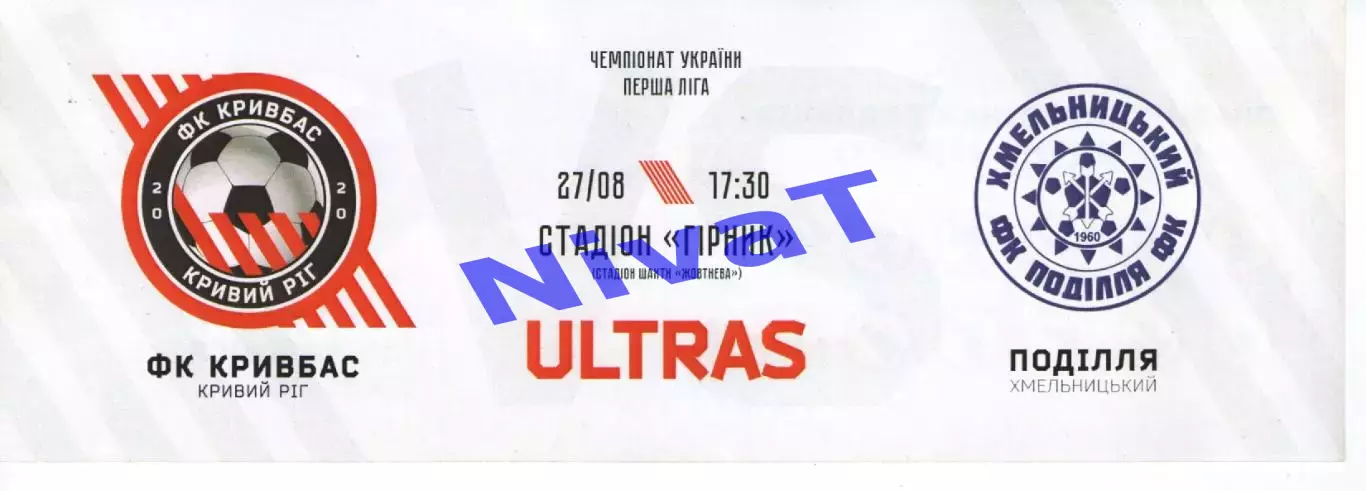 ЧЕМПІОНАТ УКРАЇНИ
ПЕРША ЛІГА
ФК КРИВБАС
20 20
КРИВИЙ РІГ
27/08 17:30
СТАДІОН «ГІРНИК»
(СТАДІОН ШАХТИ «ЖОВТНЕВА»)
NivaT
ULTRAS
ФК КРИВБАС
КРИВИЙ РІГ
ХМЕЛЬНИЦЬКИЙ
1960
ФК ПОДІЛЛЯ ФК
ПОДІЛЛЯ
ХМЕЛЬНИЦЬКИЙ
VS